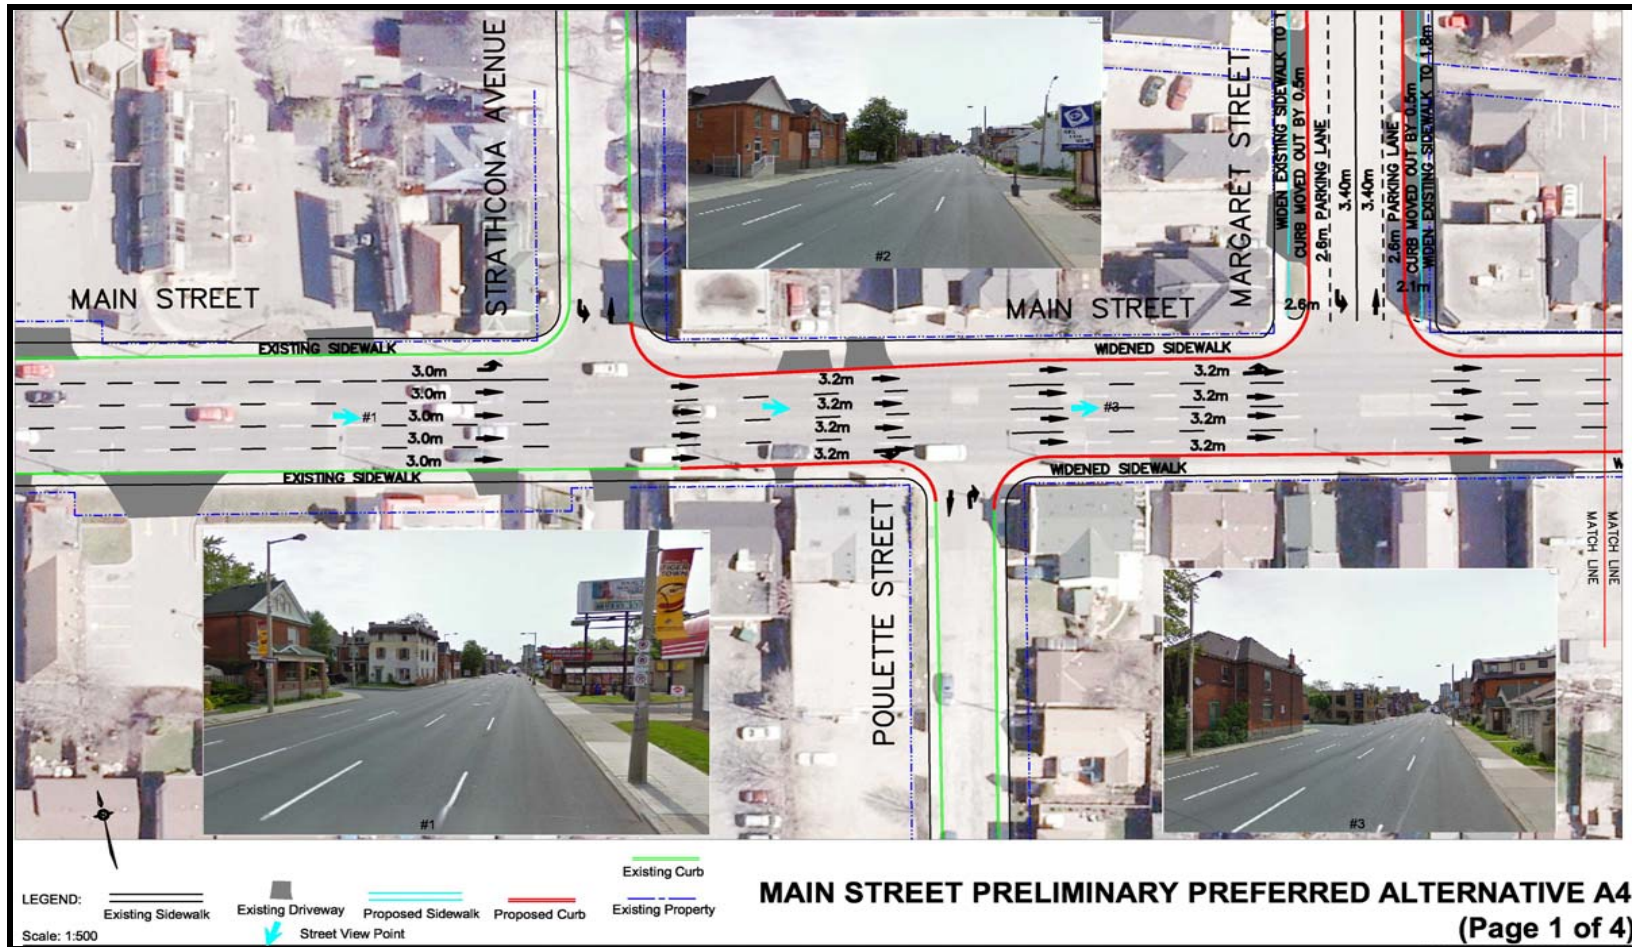 STRATHCONA AVENUE
MAIN STREET
#2
MAIN STREET
MARGARET STREET
WIDEN EXISTING SIDEWALK TO
CURB MOVED OUT BY 0.5m
2.6m PARKING LANE
3.40m
3.40m
2.6m PARKING LANE
CURB MOVED OUT BY 0.5m
WIDEN EXISTING SIDEWALK TO 1.8m
2.6m
2.1m
EXISTING SIDEWALK
WIDENED SIDEWALK
3.0m
3.0m
3.0m
3.0m
3.0m
#1
3.2m
3.2m
3.2m
3.2m
#3
3.2m
3.2m
3.2m
3.2m
EXISTING SIDEWALK
WIDENED SIDEWALK
W
POULETTE STREET
MATCH LINE
MATCH LINE
TOWN
#1
#3
LEGEND:
Existing Sidewalk
Existing Driveway
Proposed Sidewalk
Proposed Curb
Existing Curb
Existing Property
Street View Point
Scale: 1:500
MAIN STREET PRELIMINARY PREFERRED ALTERNATIVE A4
(Page 1 of 4)